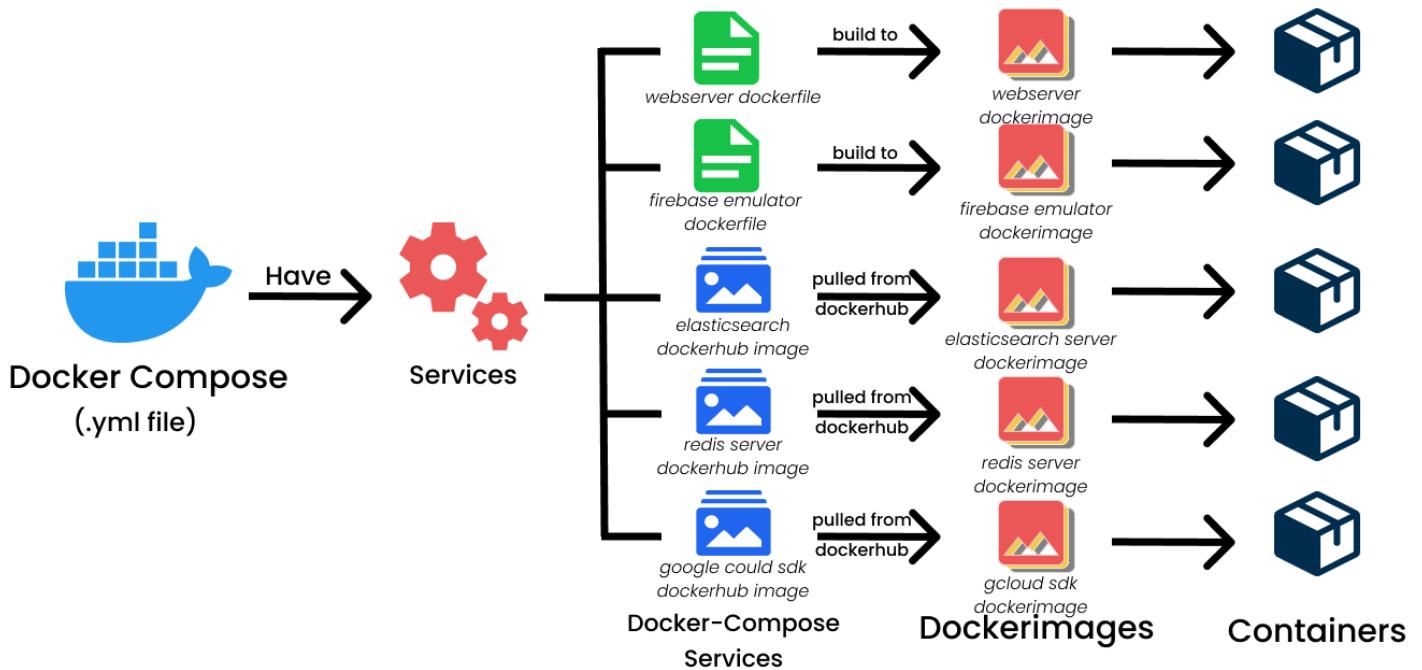 webserver dockerfile
build to
webserver
dockerimage
firebase emulator
dockerfile
build to
firebase emulator
dockerimage
Docker Compose
(.yml file)
Have
Services
elasticsearch
dockerhub image
pulled from
dockerhub
elasticsearch server
dockerimage
redis server
dockerhub image
pulled from
dockerhub
redis server
dockerimage
google could sdk
dockerhub image
pulled from
dockerhub
gcloud sdk
dockerimage
Docker-Compose
Services
Dockerimages
Containers